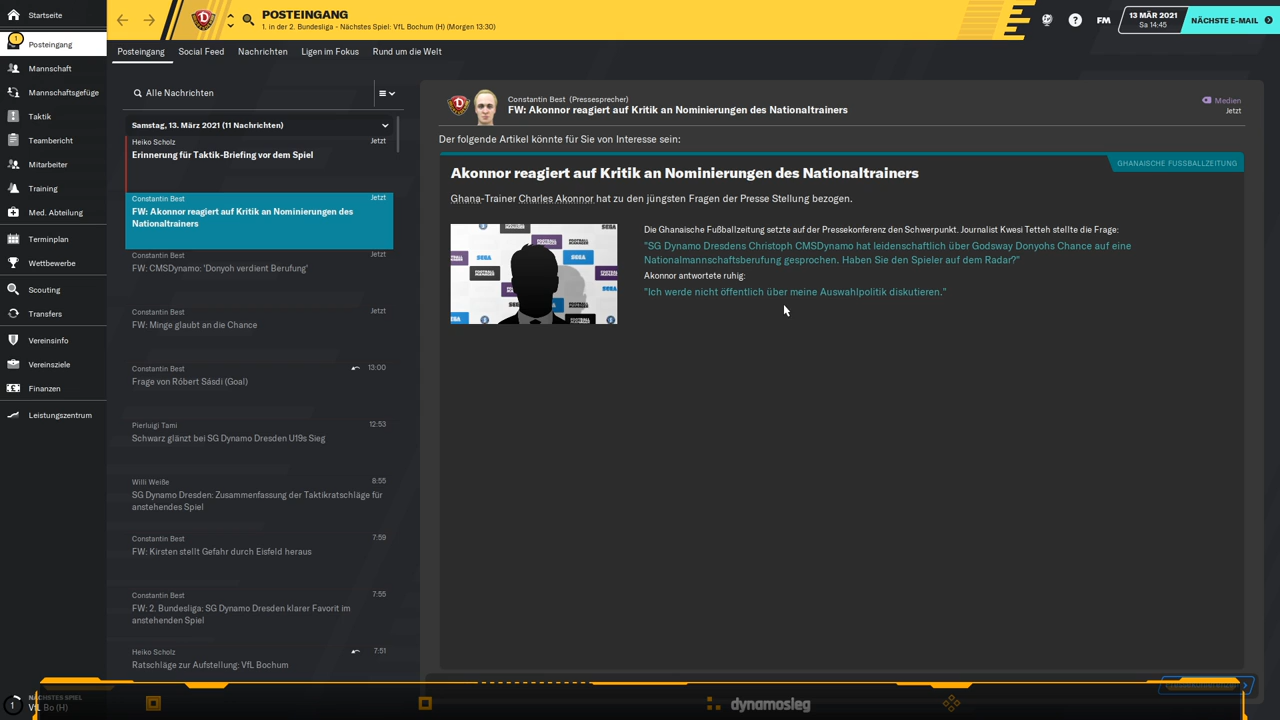 Startseite
1
Posteingang
Mannschaft
Mannschaftsgefüge
Taktik
Teambericht
Mitarbeiter
Training
Med. Abteilung
Terminplan
Wettbewerbe
Scouting
Transfers
Vereinsinfo
Vereinsziele
Finanzen
Leistungszentrum
1
NÄCHSTES SPIEL
VfL Bo (H)
POSTEINGANG
1. in der 2. Bundesliga - Nächstes Spiel: VfL Bochum (H) (Morgen 13:30)
?
FM
13 MÄR 2021
Sa 14:45
NÄCHSTE E-MAIL
Posteingang Social Feed Nachrichten Ligen im Fokus Rund um die Welt
Alle Nachrichten
Samstag, 13. März 2021 (11 Nachrichten)
Heiko Scholz Jetzt
Erinnerung für Taktik-Briefing vor dem Spiel
Constantin Best Jetzt
FW: Akonnor reagiert auf Kritik an Nominierungen des
Nationaltrainers
Constantin Best Jetzt
FW: CMSDynamo: 'Donyoh verdient Berufung'
Constantin Best Jetzt
FW: Minge glaubt an die Chance
Constantin Best 13:00
Frage von Róbert Sásdi (Goal)
Pierluigi Tami 12:53
Schwarz glänzt bei SG Dynamo Dresden U19s Sieg
Willi Weiße 8:55
SG Dynamo Dresden: Zusammenfassung der Taktikratschläge für
anstehendes Spiel
Constantin Best 7:59
FW: Kirsten stellt Gefahr durch Eisfeld heraus
Constantin Best 7:55
FW: 2. Bundesliga: SG Dynamo Dresden klarer Favorit im
anstehenden Spiel
Heiko Scholz 7:51
Ratschläge zur Aufstellung: VfL Bochum
Constantin Best (Pressesprecher)
FW: Akonnor reagiert auf Kritik an Nominierungen des Nationaltrainers
Medien
Jetzt
Der folgende Artikel könnte für Sie von Interesse sein:
GHANAISCHE FUSSBALLZEITUNG
Akonnor reagiert auf Kritik an Nominierungen des Nationaltrainers
Ghana-Trainer Charles Akonnor hat zu den jüngsten Fragen der Presse Stellung bezogen.
Die Ghanaische Fußballzeitung setzte auf der Pressekonferenz den Schwerpunkt. Journalist Kwesi Tetteh stellte die Frage:
"SG Dynamo Dresdens Christoph CMSDynamo hat leidenschaftlich über Godsway Donyohs Chance auf eine
Nationalmannschaftsberufung gesprochen. Haben Sie den Spieler auf dem Radar?"
Akonnor antwortete ruhig:
"Ich werde nicht öffentlich über meine Auswahlpolitik diskutieren."
dynamosleg